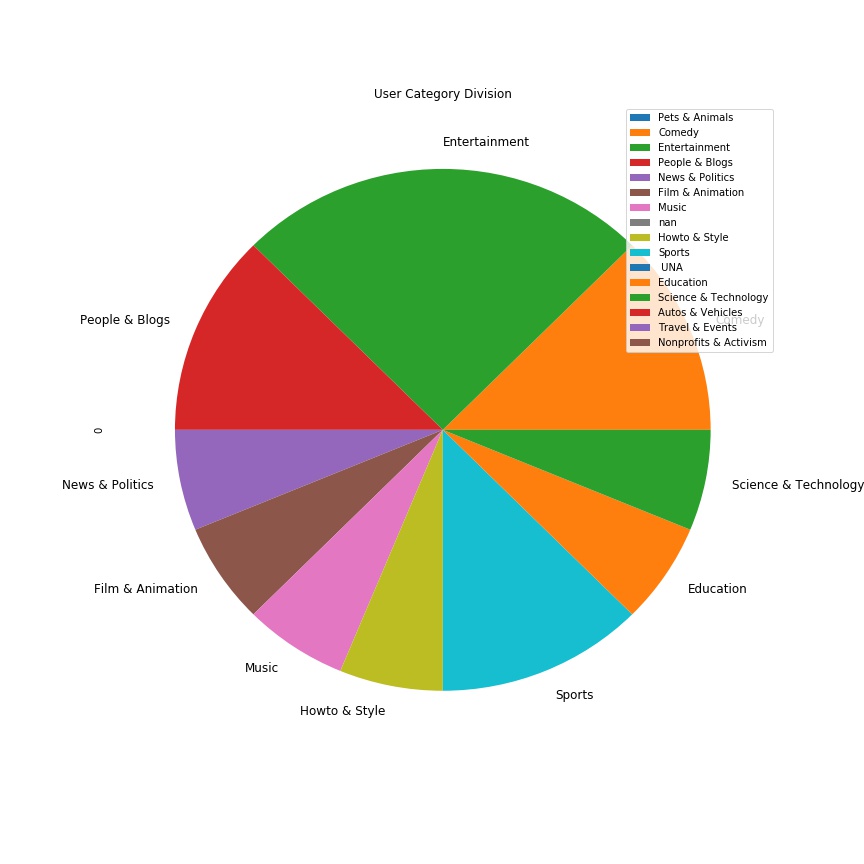 User Category Division
Pets & Animals
Comedy
Entertainment
People & Blogs
News & Politics
Film & Animation
Music
nan
Howto & Style
Sports
UNA
Education
Science & Technology
Autos & Vehicles
Travel & Events
Nonprofits & Activism
Entertainment
Comedy
People & Blogs
0
News & Politics
Science & Technology
Film & Animation
Education
Music
Sports
Howto & Style